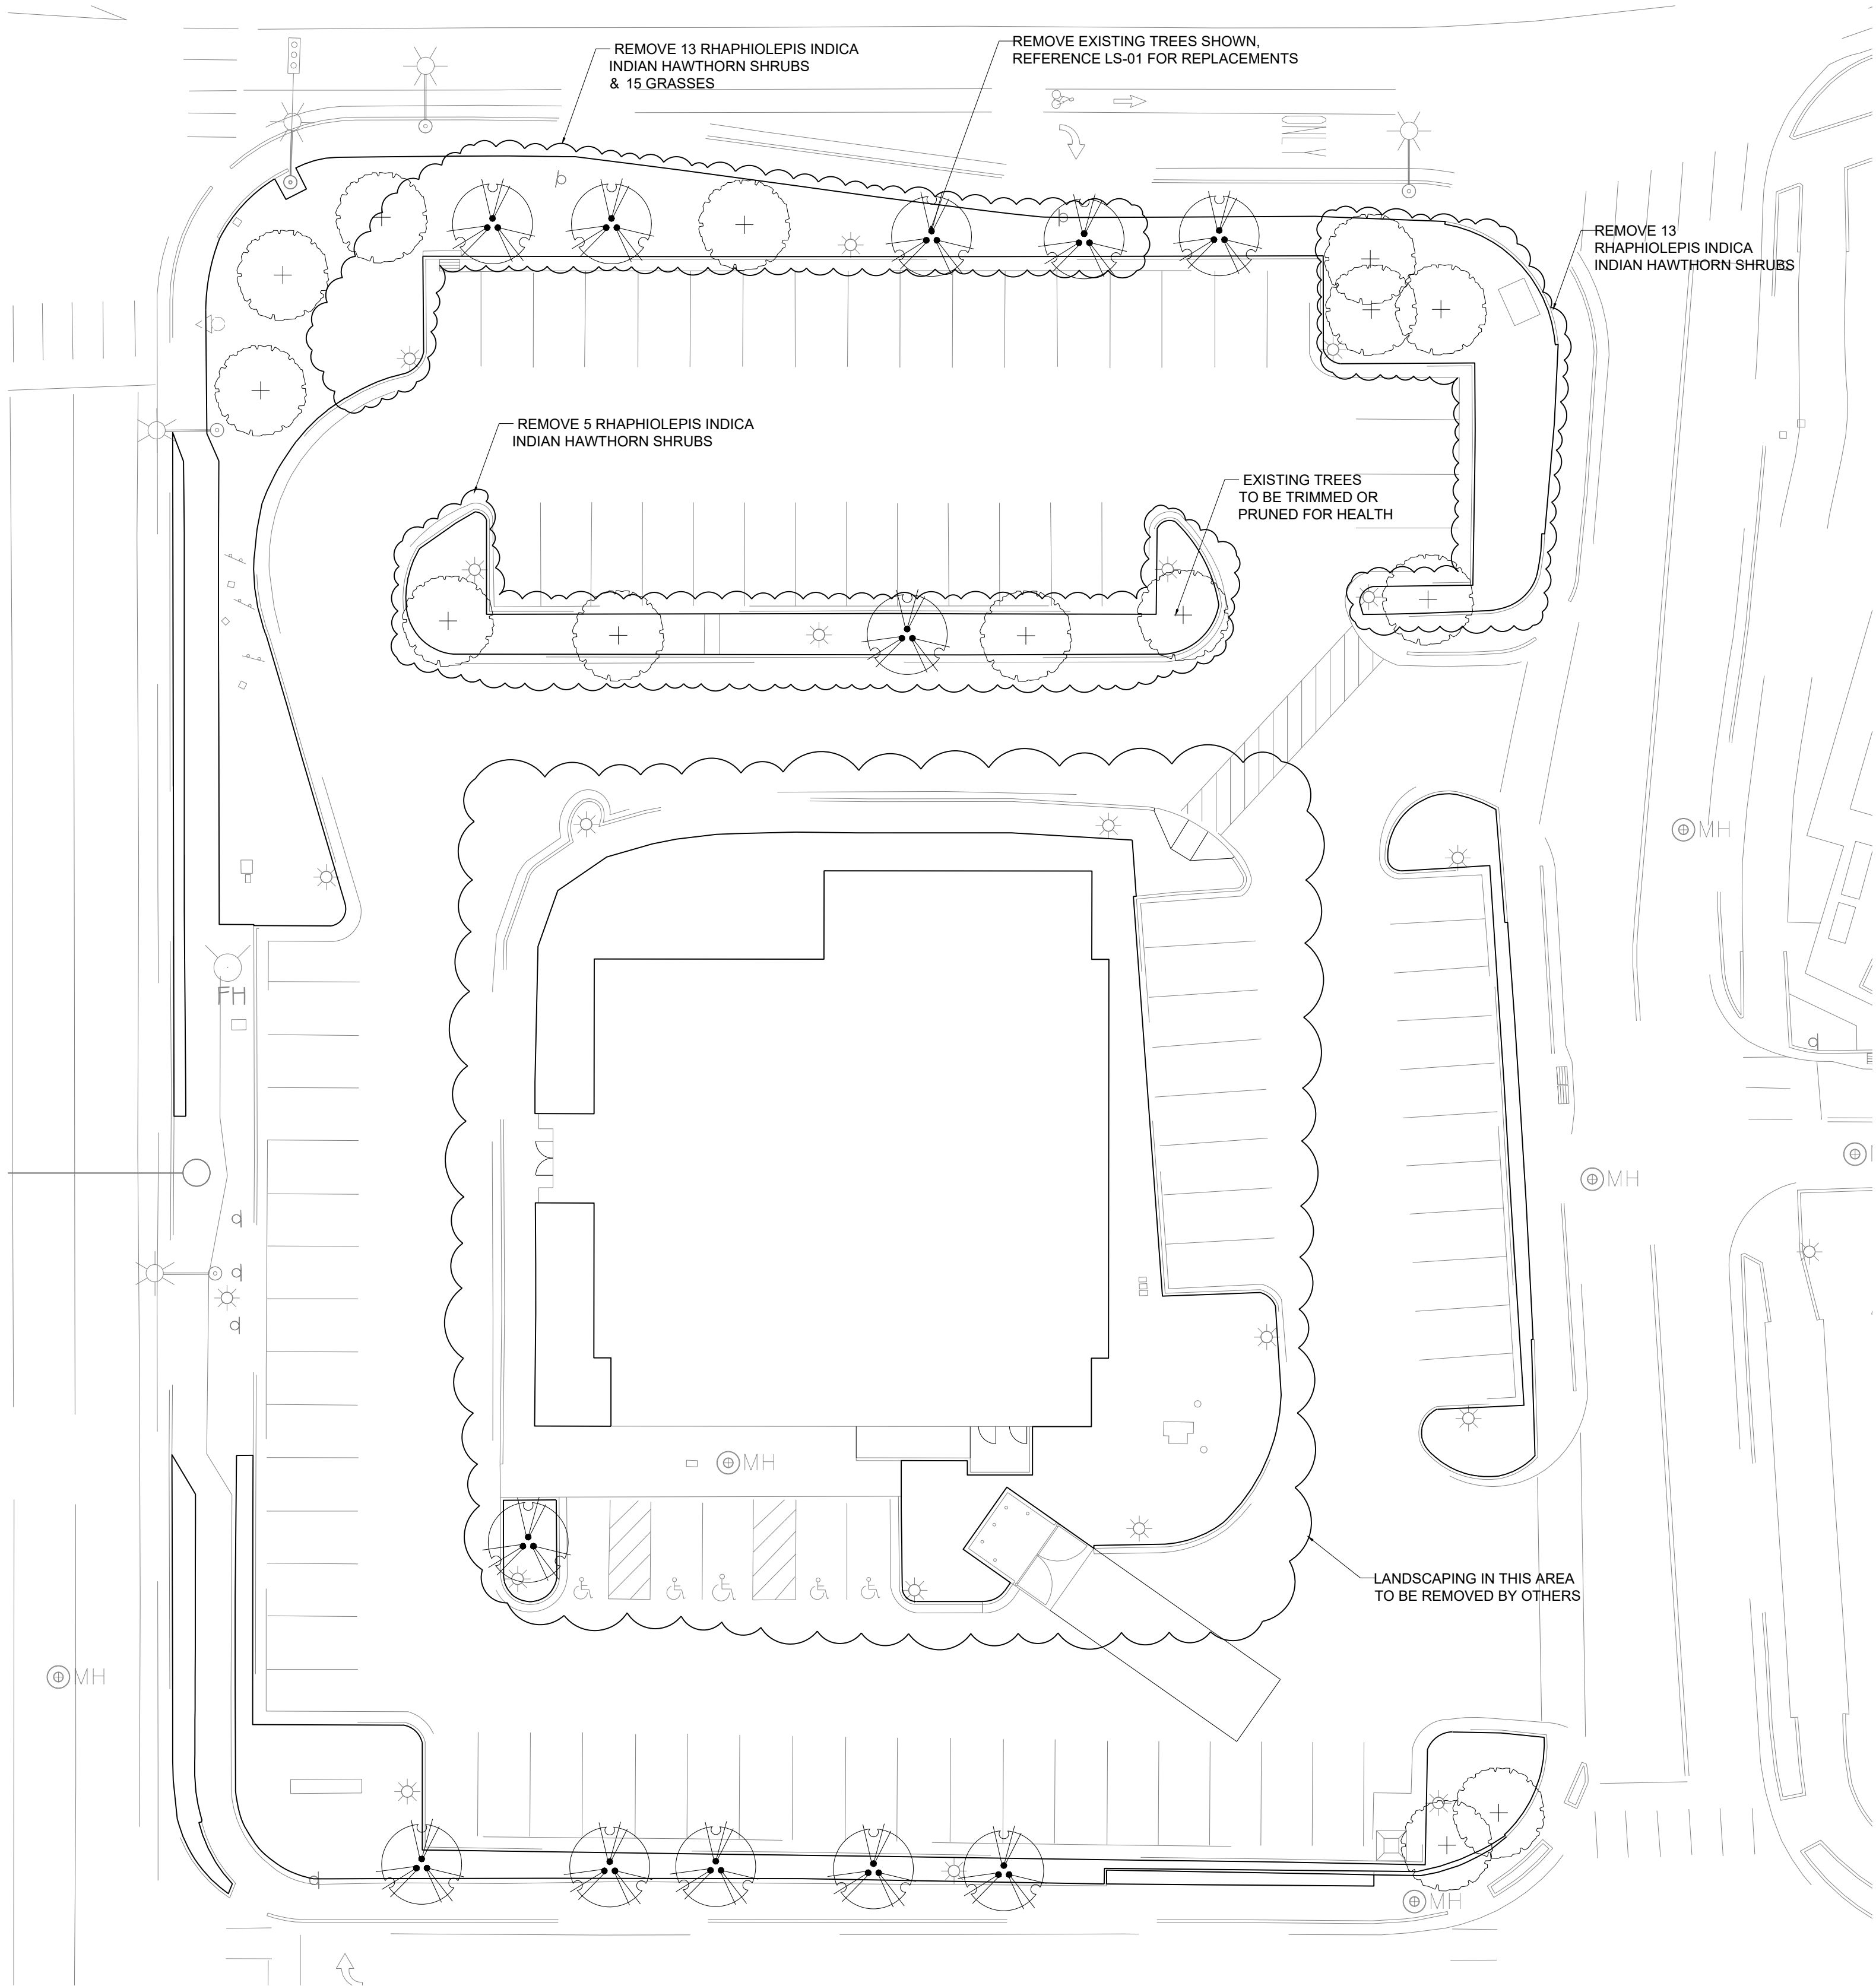 REMOVE 13 RHAPHIOLEPIS INDICA
INDIAN HAWTHORN SHRUBS
& 15 GRASSES
REMOVE EXISTING TREES SHOWN,
REFERENCE LS-01 FOR REPLACEMENTS
REMOVE 13
RHAPHIOLEPIS INDICA
INDIAN HAWTHORN SHRUBS
REMOVE 5 RHAPHIOLEPIS INDICA
INDIAN HAWTHORN SHRUBS
EXISTING TREES
TO BE TRIMMED OR
PRUNED FOR HEALTH
MH
FH
MH
MH
LANDSCAPING IN THIS AREA
TO BE REMOVED BY OTHERS
MH
MH